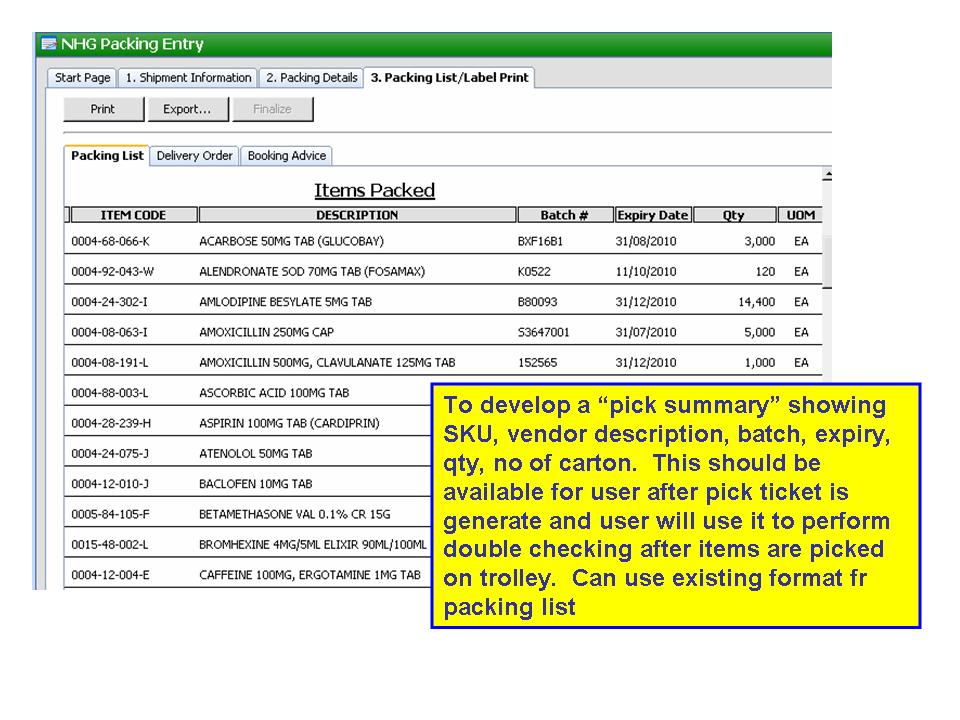 NHG Packing Entry
Start Page 1. Shipment Information 2. Packing Details 3. Packing List/Label Print
Print Export... Finalize
Packing List Delivery Order Booking Advice
Items Packed
ITEM CODE DESCRIPTION Batch # Expiry Date Qty UOM
0004-68-066-K ACARBOSE 50MG TAB (GLUCOBAY) BXF16B1 31/08/2010 3,000 EA
0004-92-043-W ALENDRONATE SOD 70MG TAB (FOSAMAX) K0522 11/10/2010 120 EA
0004-24-302-I AMLODIPINE BESYLATE 5MG TAB B80093 31/12/2010 14,400 EA
0004-08-063-I AMOXICILLIN 250MG CAP S3647001 31/07/2010 5,000 EA
0004-08-191-L AMOXICILLIN 500MG, CLAVULANATE 125MG TAB 152565 31/12/2010 1,000 EA
0004-88-003-L ASCORBIC ACID 100MG TAB
0004-28-239-H ASPIRIN 100MG TAB (CARDIPRIN)
0004-24-075-J ATENOLOL 50MG TAB
0004-12-010-J BACLOFEN 10MG TAB
0005-84-105-F BETAMETHASONE VAL 0.1% CR 15G
0015-48-002-L BROMHEXINE 4MG/5ML ELIXIR 90ML/100ML
0004-12-004-E CAFFEINE 100MG, ERGOTAMINE 1MG TAB
To develop a “pick summary” showing
SKU, vendor description, batch, expiry,
qty, no of carton. This should be
available for user after pick ticket is
generate and user will use it to perform
double checking after items are picked
on trolley. Can use existing format fr
packing list